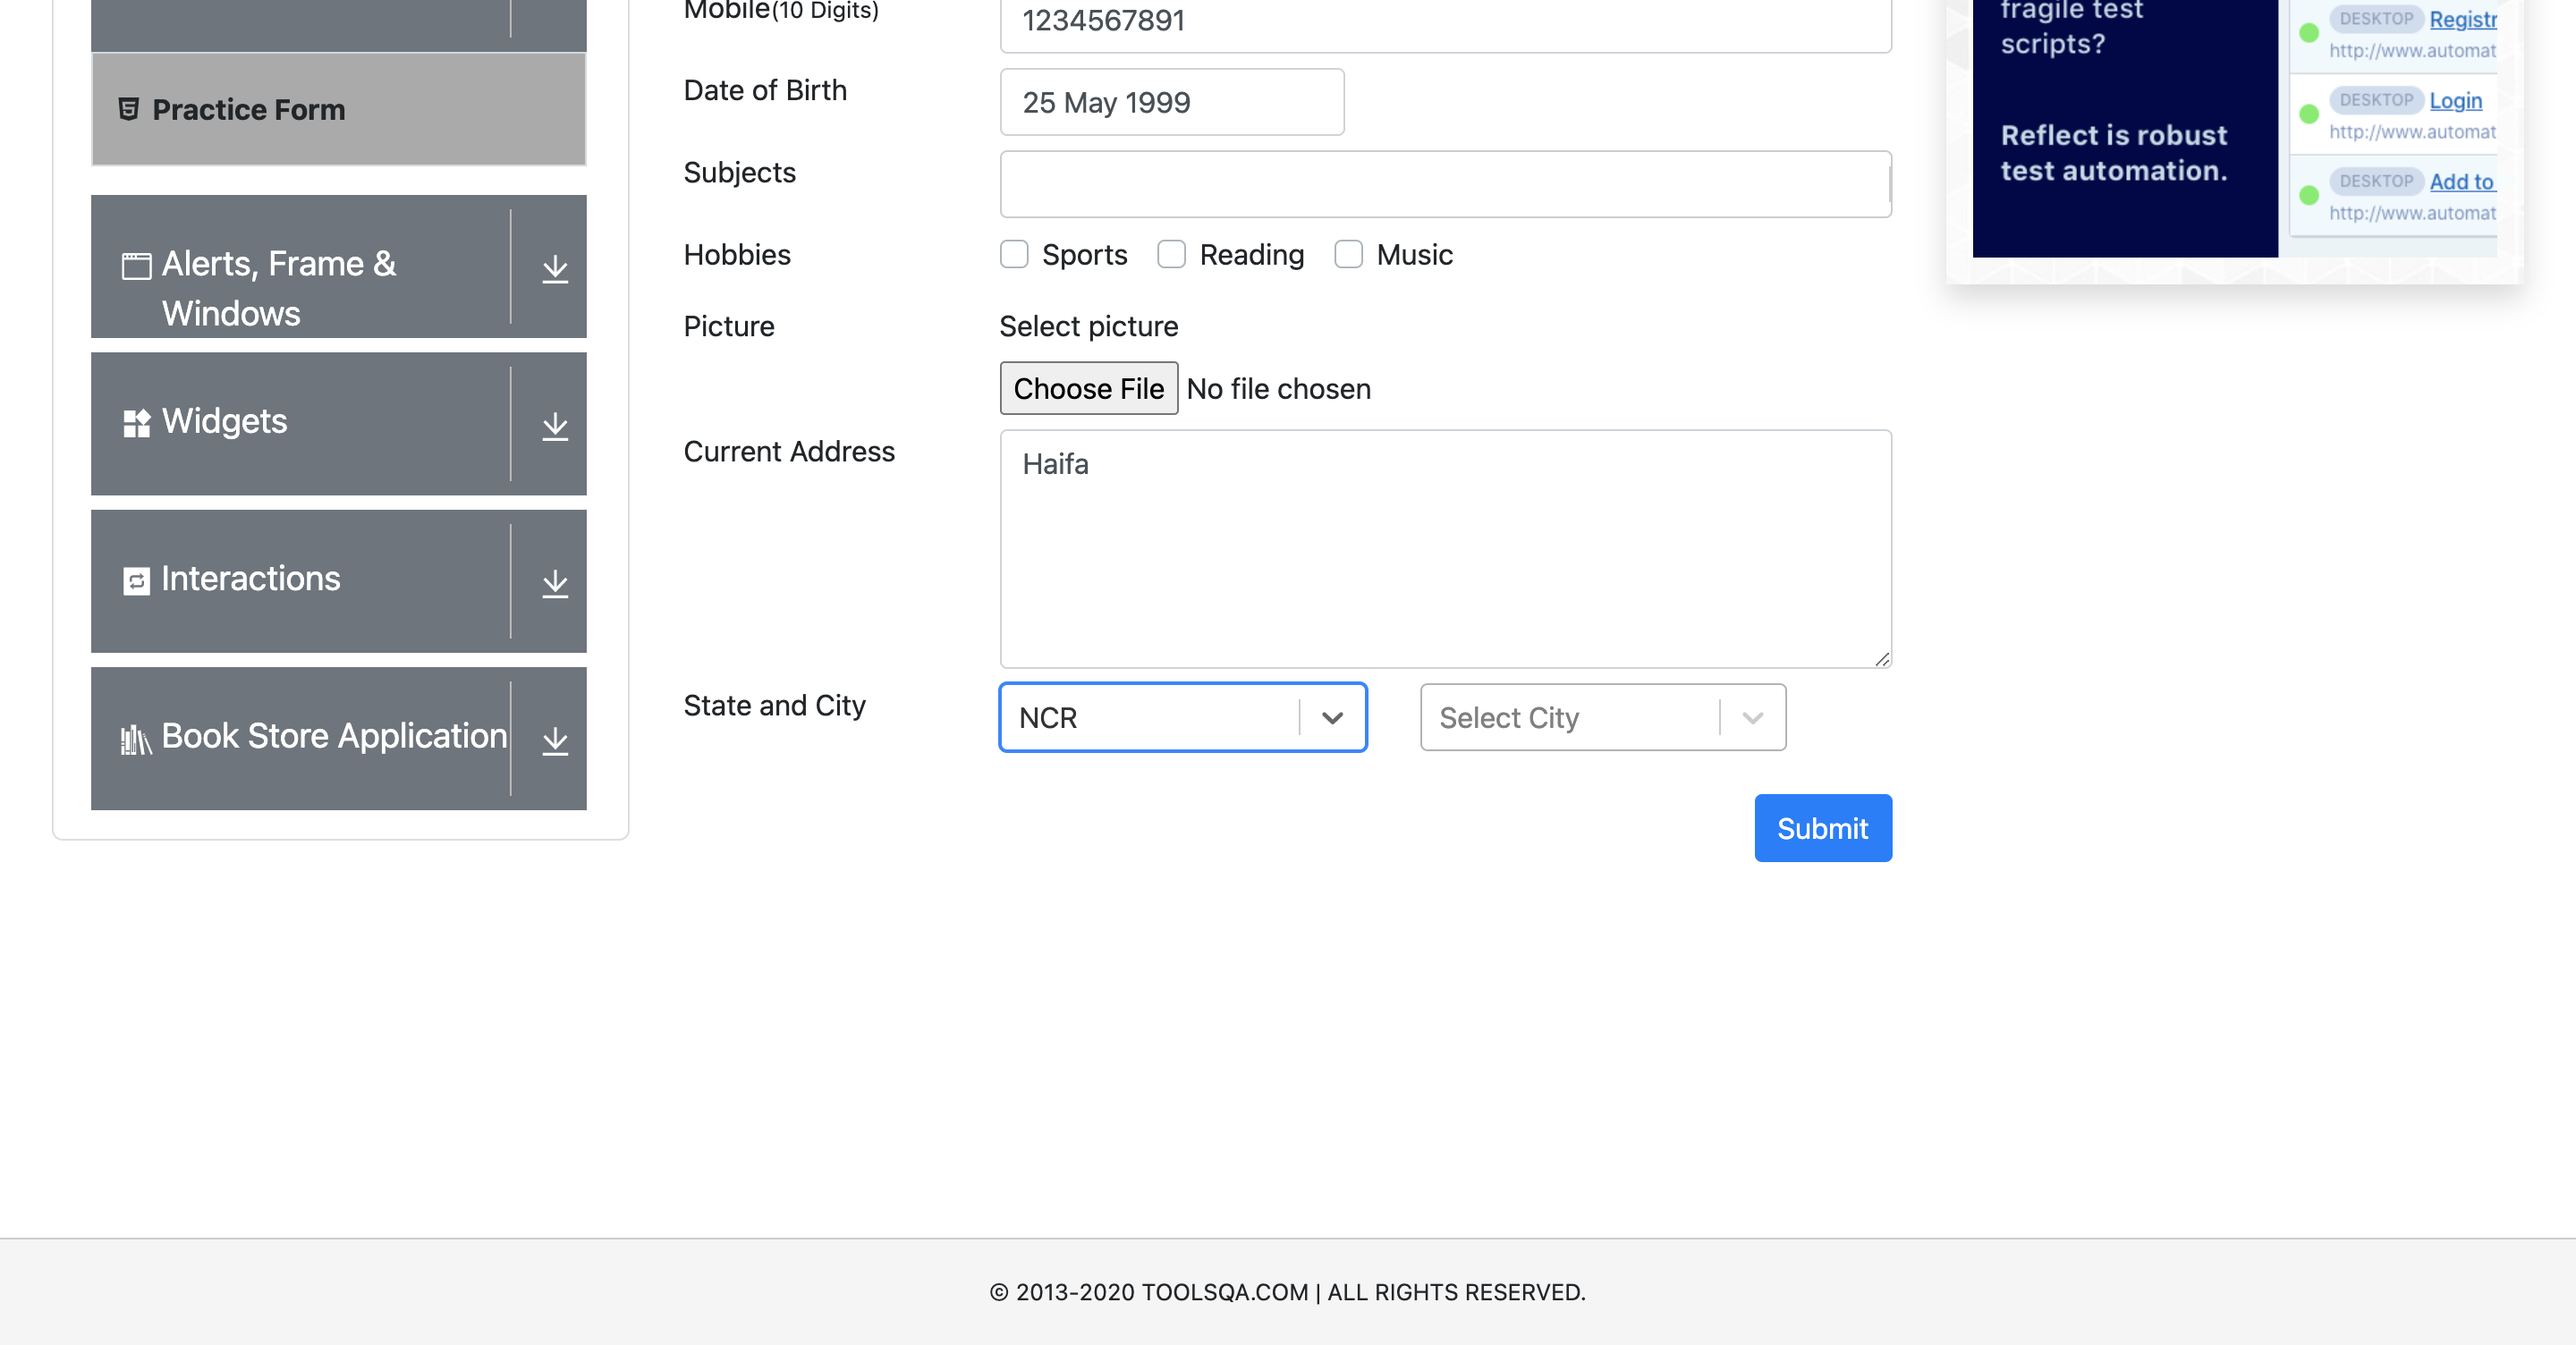 Mobile(10 Digits)
1234567891
Practice Form
Date of Birth
25 May 1999
Subjects
Hobbies
Sports
Reading
Music
Alerts, Frame &
Windows
Picture
Select picture
Choose File No file chosen
Widgets
Current Address
Haifa
Interactions
Book Store Application
State and City
NCR
Select City
Submit
fragile test
scripts?
Reflect is robust
test automation.
DESKTOP Registr
http://www.automat
DESKTOP Login
http://www.automat
DESKTOP Add to
http://www.automat
© 2013-2020 TOOLSQA.COM | ALL RIGHTS RESERVED.